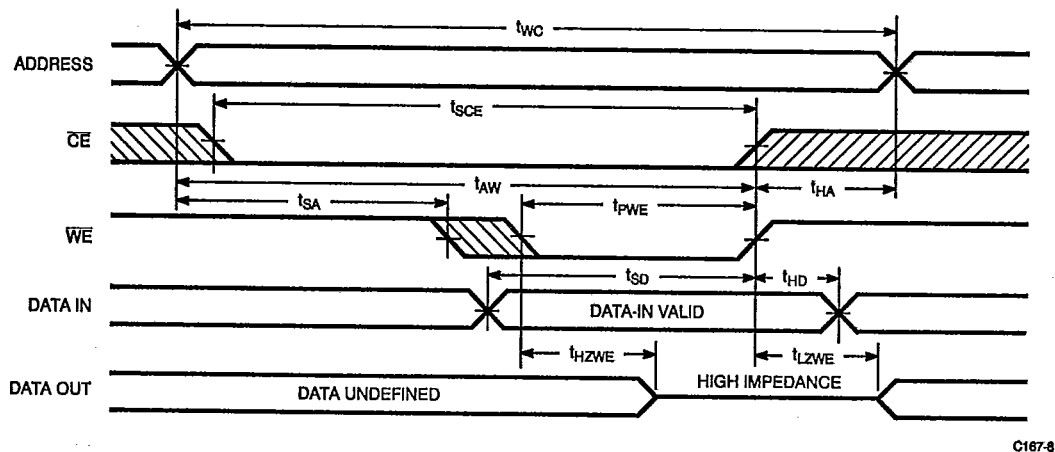 tWC
ADDRESS
tSCE
CE
tAW
tHA
tSA
tPWE
WE
tSD
tHD
DATA IN
DATA-IN VALID
tHZWE
tLZWE
HIGH IMPEDANCE
DATA OUT
DATA UNDEFINED
C167-8